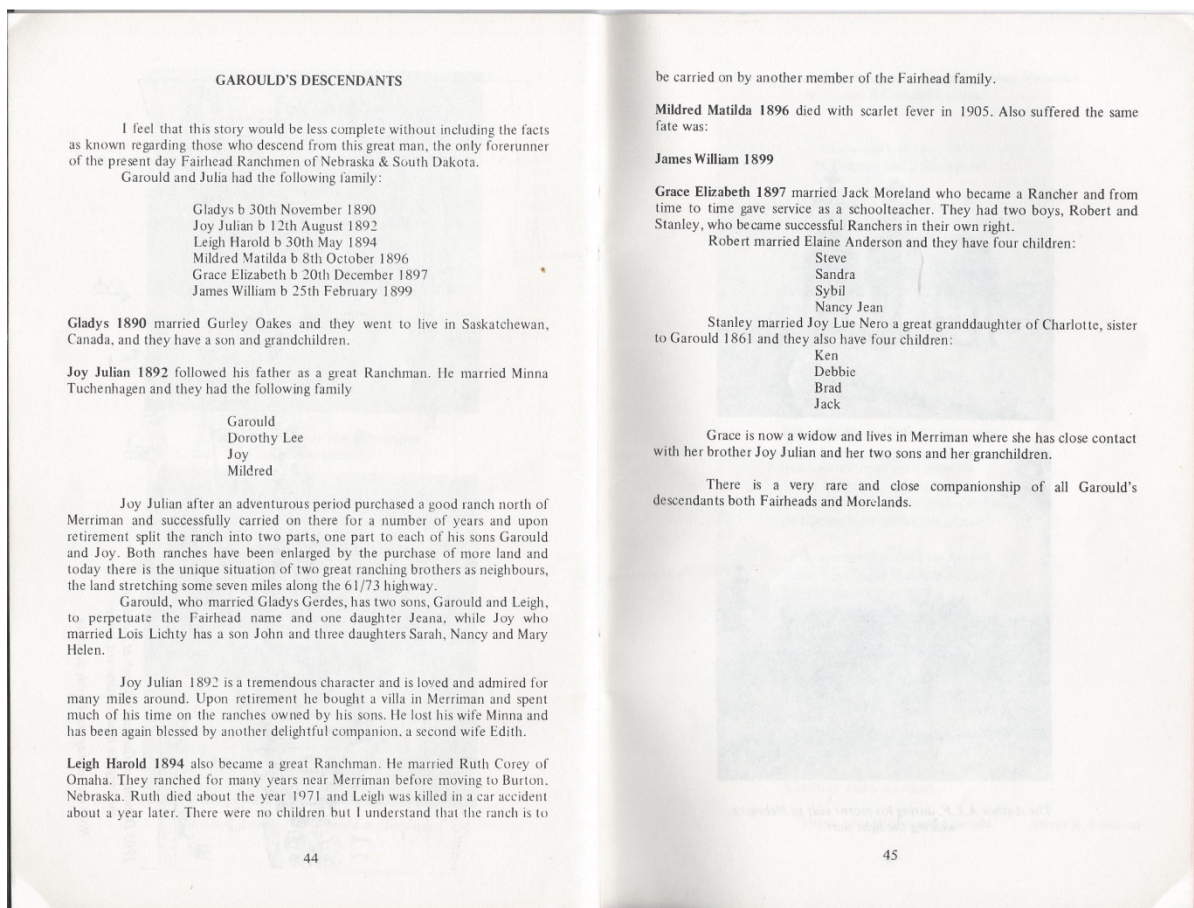 GAROULD'S DESCENDANTS
I feel that this story would be less complete without including the facts
as known regarding those who descend from this great man, the only forerunner
of the present day Fairhead Ranchmen of Nebraska & South Dakota.
Garould and Julia had the following family:
Gladys b 30th November 1890
Joy Julian b 12th August 1892
Leigh Harold b 30th May 1894
Mildred Matilda b 8th October 1896
Grace Elizabeth b 20th December 1897
James William b 25th February 1899
Gladys 1890 married Gurley Oakes and they went to live in Saskatchewan,
Canada, and they have a son and grandchildren.
Joy Julian 1892 followed his father as a great Ranchman. He married Minna
Tuchenhagen and they had the following family
Garould
Dorothy Lee
Joy
Mildred
Joy Julian after an adventurous period purchased a good ranch north of
Merriman and successfully carried on there for a number of years and upon
retirement split the ranch into two parts, one part to each of his sons Garould
and Joy. Both ranches have been enlarged by the purchase of more land and
today there is the unique situation of two great ranching brothers as neighbours,
the land stretching some seven miles along the 61/73 highway.
Garould, who married Gladys Gerdes, has two sons, Garould and Leigh,
to perpetuate the Fairhead name and one daughter Jeana, while Joy who
married Lois Lichty has a son John and three daughters Sarah, Nancy and Mary
Helen.
Joy Julian 1892 is a tremendous character and is loved and admired for
many miles around. Upon retirement he bought a villa in Merriman and spent
much of his time on the ranches owned by his sons. He lost his wife Minna and
has been again blessed by another delightful companion, a second wife Edith.
Leigh Harold 1894 also became a great Ranchman. He married Ruth Corey of
Omaha. They ranched for many years near Merriman before moving to Burton,
Nebraska. Ruth died about the year 1971 and Leigh was killed in a car accident
about a year later. There were no children but I understand that the ranch is to
44
be carried on by another member of the Fairhead family.
Mildred Matilda 1896 died with scarlet fever in 1905. Also suffered the same
fate was:
James William 1899
Grace Elizabeth 1897 married Jack Moreland who became a Rancher and from
time to time gave service as a schoolteacher. They had two boys, Robert and
Stanley, who became successful Ranchers in their own right.
Robert married Elaine Anderson and they have four children:
Steve
Sandra
Sybil
Nancy Jean
Stanley married Joy Lue Nero a great granddaughter of Charlotte, sister
to Garould 1861 and they also have four children:
Ken
Debbie
Brad
Jack
Grace is now a widow and lives in Merriman where she has close contact
with her brother Joy Julian and her two sons and her granchildren.
There is a very rare and close companionship of all Garould's
descendants both Fairheads and Morelands.
45